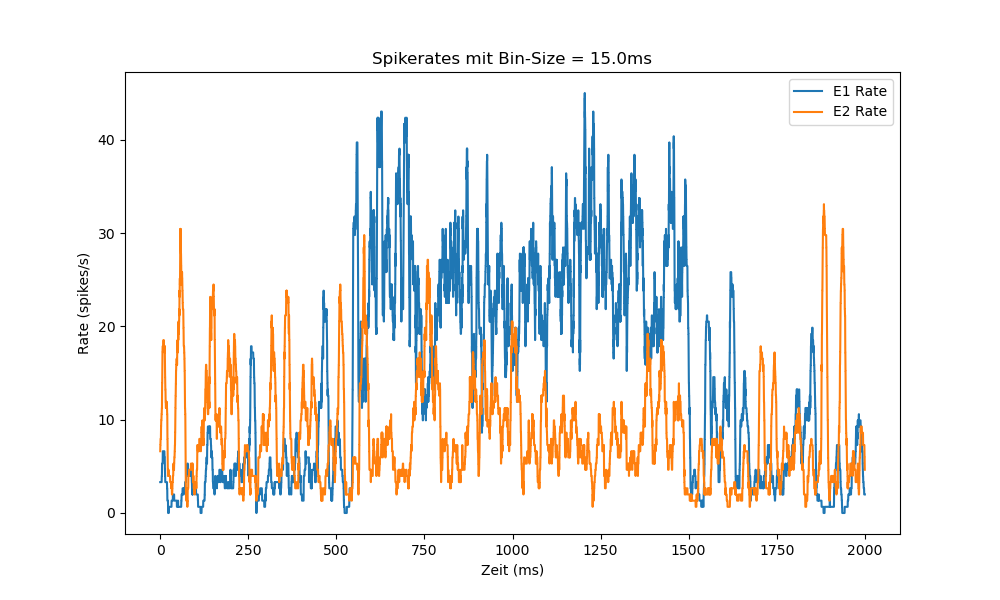 Spikerates mit Bin-Size = 15.0ms
E1 Rate
E2 Rate
Rate (spikes/s)
40
30
20
10
0
0 250 500 750 1000 1250 1500 1750 2000
Zeit (ms)